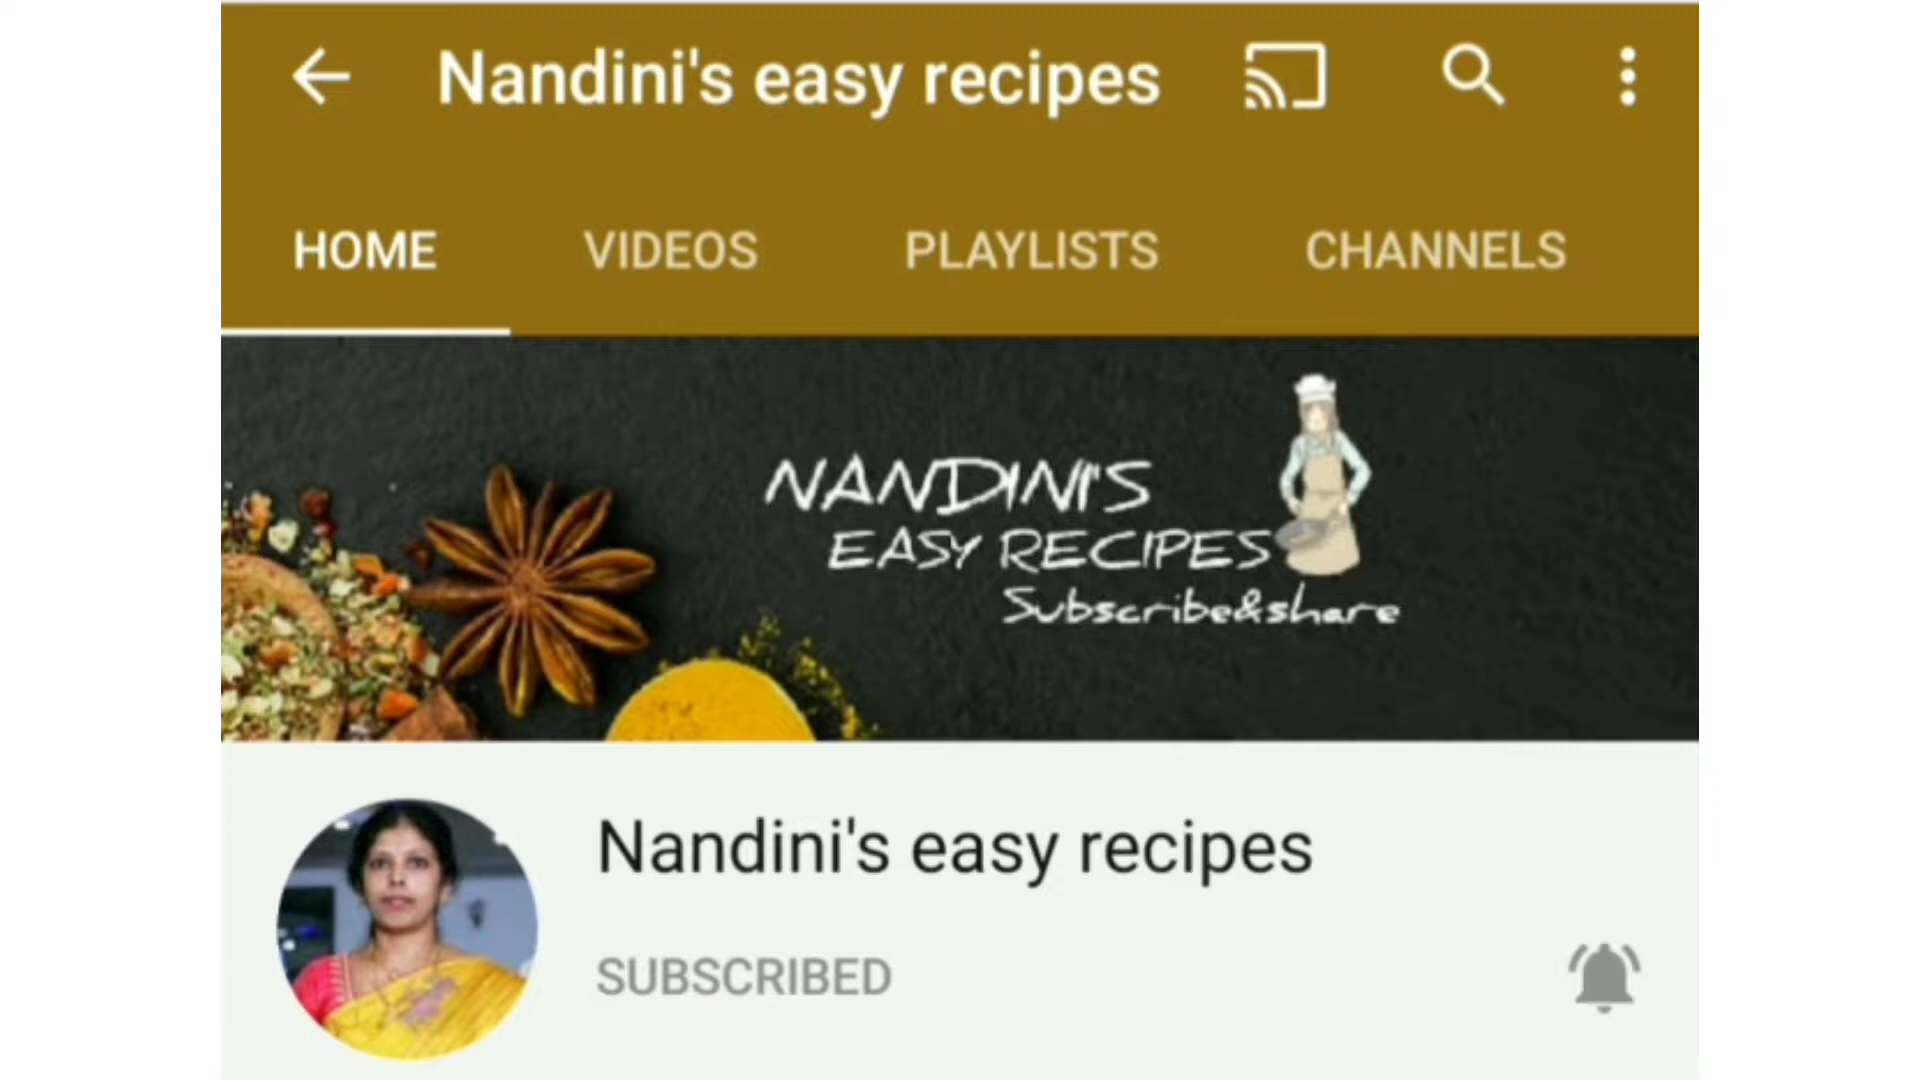 Nandini's easy recipes
HOME VIDEOS PLAYLISTS CHANNELS
NANDINI'S
EASY RECIPES
Subscribe&share
Nandini's easy recipes
SUBSCRIBED